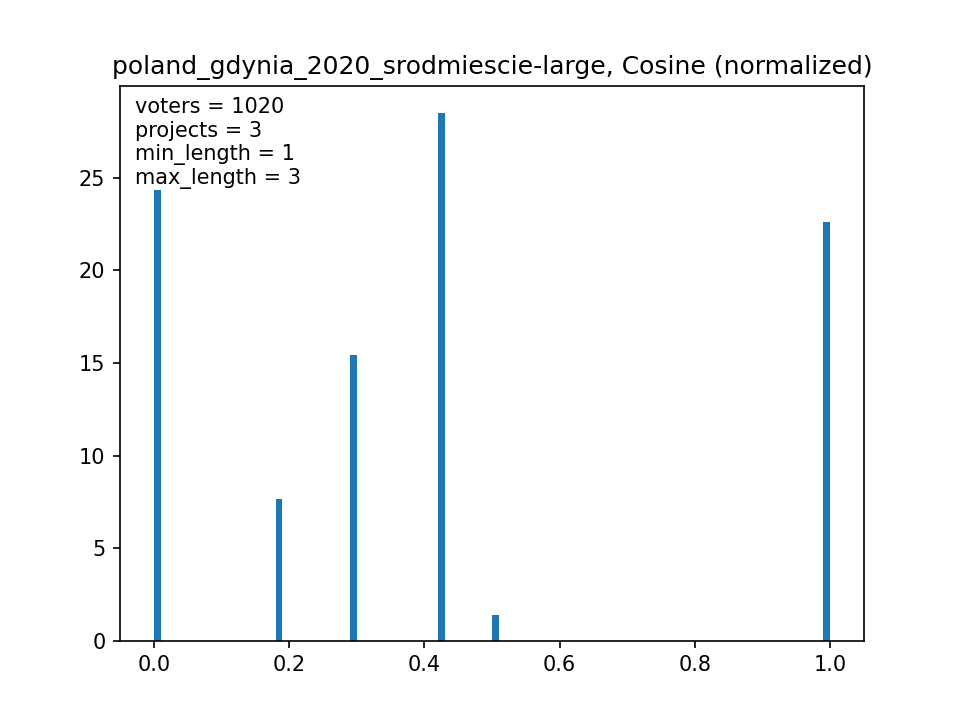 poland_gdynia_2020_srodmiescie-large, Cosine (normalized)
voters = 1020
projects = 3
min_length = 1
max_length = 3
25
20
15
10
5
0
0.0 0.2 0.4 0.6 0.8 1.0